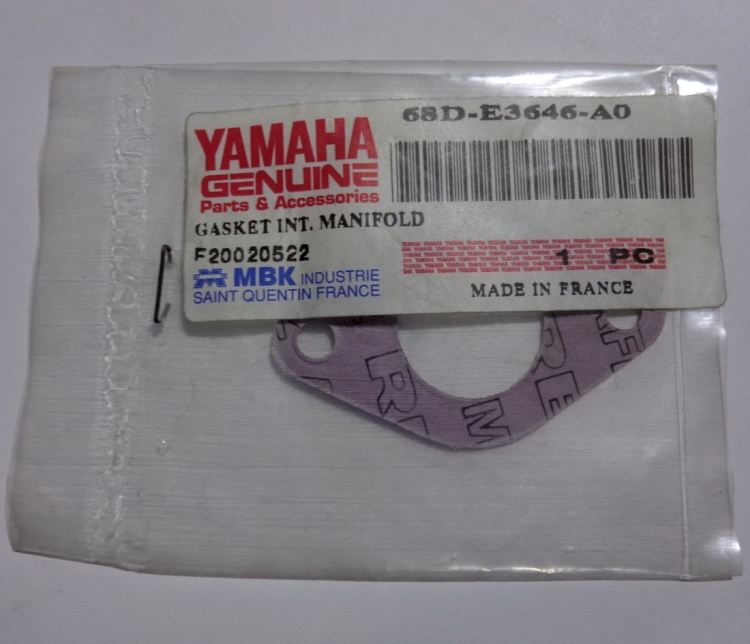 68D-E3646-A0
YAMAHA
GENUINE
Parts & Accessories
GASKET INT. MANIFOLD
F20020522
1 PC
MBK INDUSTRIE
SAINT QUENTIN FRANCE
MADE IN FRANCE